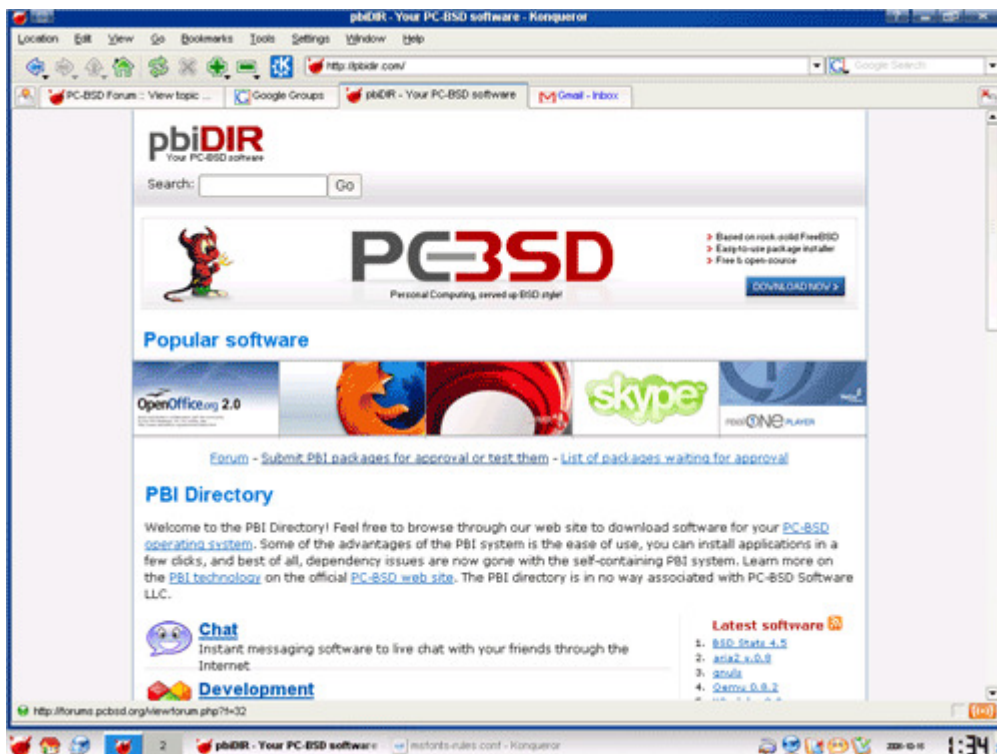 pbiDIR - Your PC-BSD software - Konqueror
Location Edit View Go Bookmarks Tools Settings Window Help
http://pbidir.com/
Google Search
PC-BSD Forum :: View topic ...
Google Groups
pbiDIR - Your PC-BSD software
Gmail - Inbox
pbiDIR
Your PC-BSD software
Search:
Go
PCBSD
Personal Computing, served up BSD style!
Based on rock-solid FreeBSD
Easy-to-use package installer
Free & open-source
DOWNLOAD NOW >
Popular software
OpenOffice.org 2.0
skype
realONE PLAYER
Forum - Submit PBI packages for approval or test them - List of packages waiting for approval
PBI Directory
Welcome to the PBI Directory! Feel free to browse through our web site to download software for your PC-BSD
operating system. Some of the advantages of the PBI system is the ease of use, you can install applications in a
few clicks, and best of all, dependency issues are now gone with the self-containing PBI system. Learn more on
the PBI technology on the official PC-BSD web site. The PBI directory is in no way associated with PC-BSD Software
LLC.
Chat
Instant messaging software to live chat with your friends through the
Internet
Development
Latest software
1. BSD Stats 4.5
2. aria2 v.0.8
3. gnuls
4. Qemu 0.8.2
http://forums.pcbsd.org/viewforum.php?f=32
2
pbiDIR - Your PC-BSD software
msfonts-rules.conf - Konqueror
2006-10-15
1:34